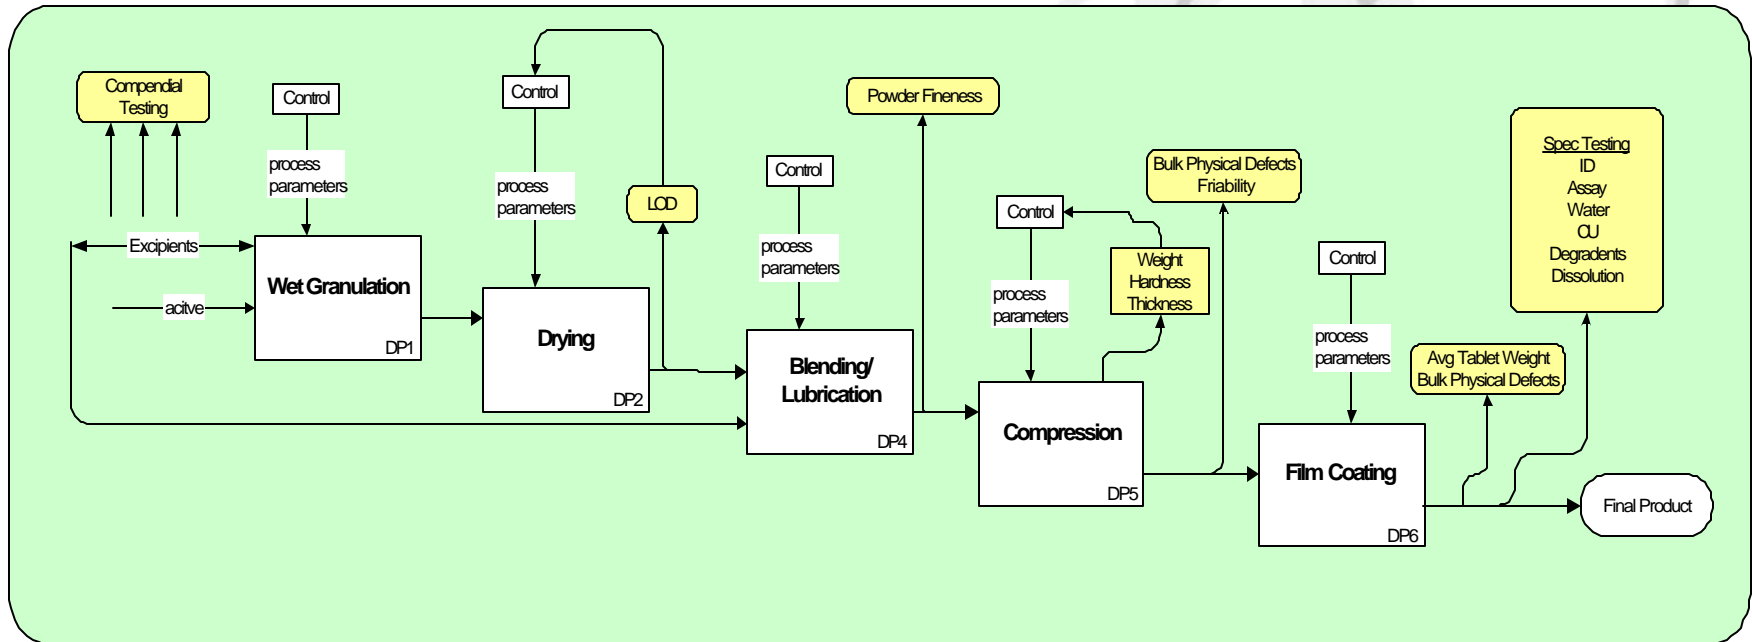 Compendial
Testing
Control
process
parameters
Excipients
acitve
Wet Granulation
DP1
Control
process
parameters
LOD
Drying
DP2
Control
process
parameters
Blending/
Lubrication
DP4
Powder Fineness
Control
process
parameters
Weight
Hardness
Thickness
Compression
DP5
Bulk Physical Defects
Friability
Control
process
parameters
Film Coating
DP6
Avg Tablet Weight
Bulk Physical Defects
Spec Testing
ID
Assay
Water
CU
Degradents
Dissolution
Final Product